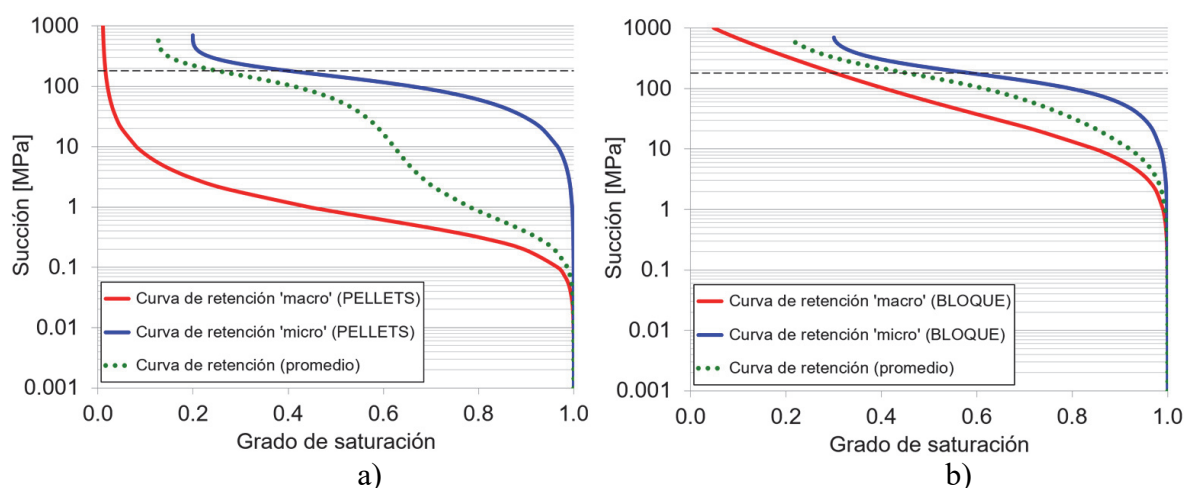 1000
100
10
1
0.1
0.01
0.001
Succión [MPa]
Curva de retención 'macro' (PELLETS)
Curva de retención 'micro' (PELLETS)
Curva de retención (promedio)
0.0 0.2 0.4 0.6 0.8 1.0
Grado de saturación
a)
1000
100
10
1
0.1
0.01
0.001
Succión [MPa]
Curva de retención 'macro' (BLOQUE)
Curva de retención 'micro' (BLOQUE)
Curva de retención (promedio)
0.0 0.2 0.4 0.6 0.8 1.0
Grado de saturación
b)